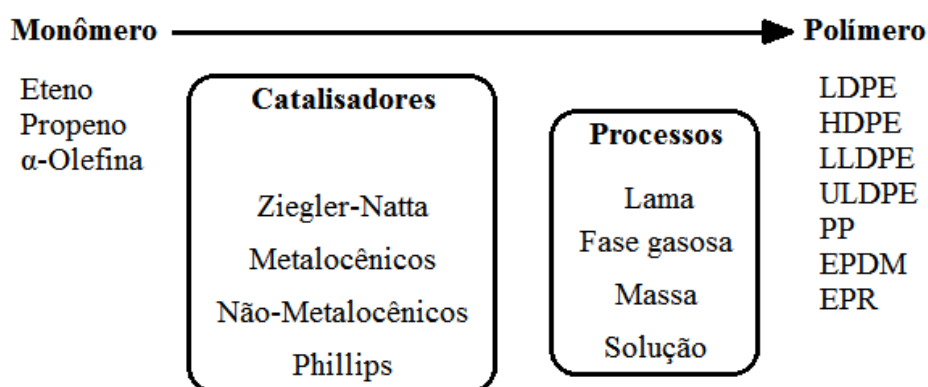 Monômero
Polímero
Eteno
Propeno
α-Olefina
Catalisadores
Ziegler-Natta
Metalocênicos
Não-Metalocênicos
Phillips
Processos
Lama
Fase gasosa
Massa
Solução
LDPE
HDPE
LLDPE
ULDPE
PP
EPDM
EPR